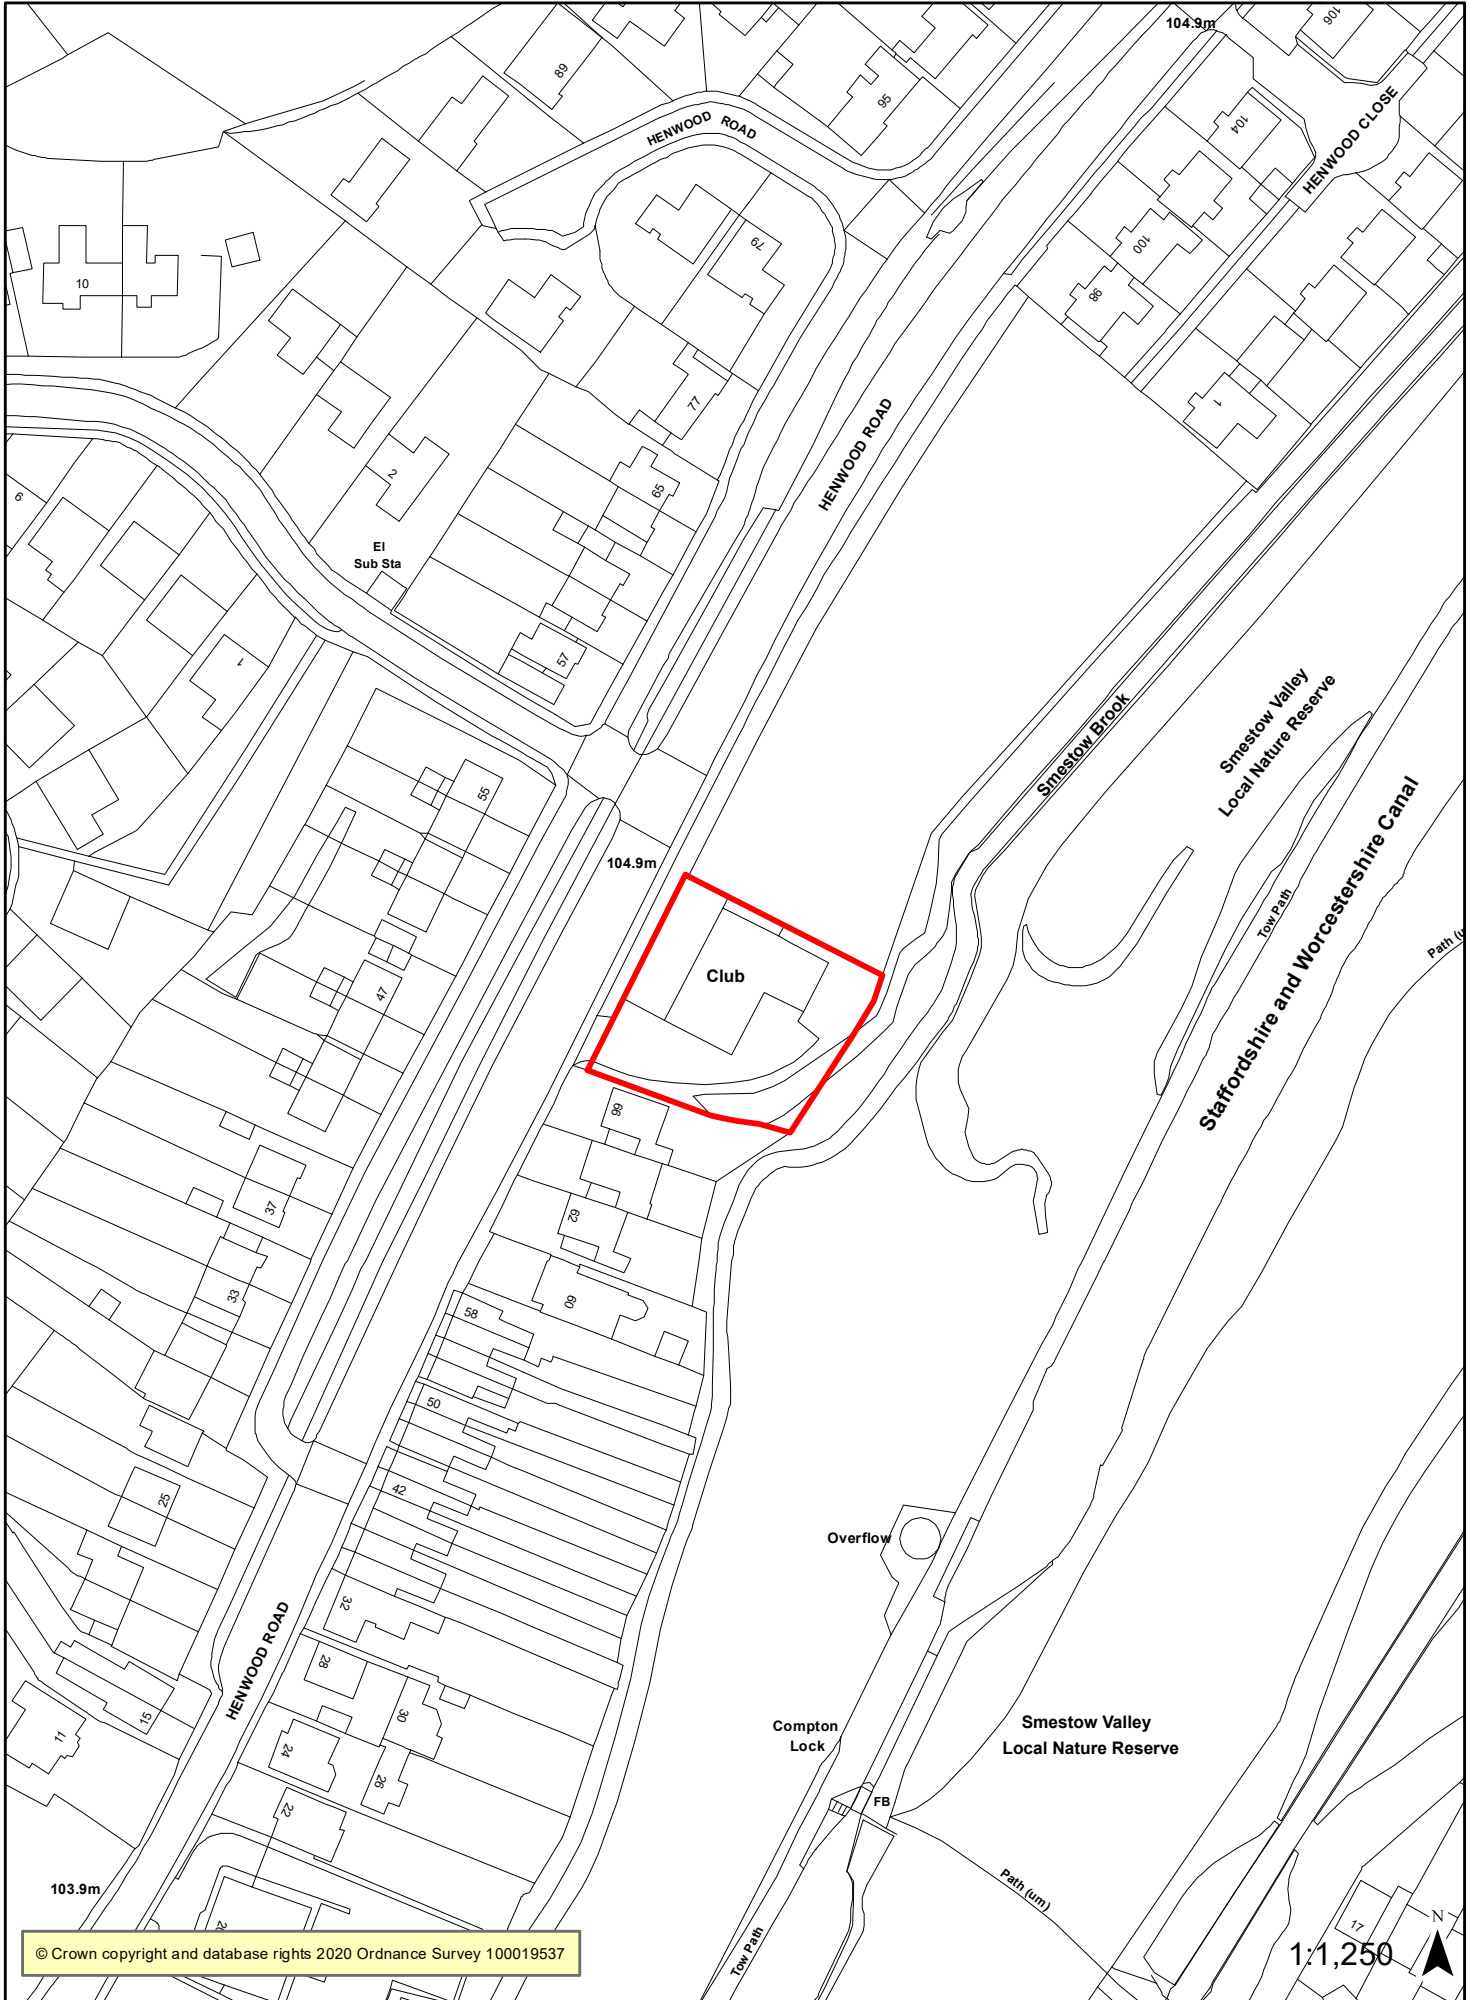 104.9m
106
HENWOOD CLOSE
89
95
104
HENWOOD ROAD
79
100
10
98
77
1
HENWOOD ROAD
2
65
6
El
Sub Sta
57
1
Smestow Valley
Local Nature Reserve
Smestow Brook
55
104.9m
Staffordshire and Worcestershire Canal
Tow Path
Path (u
Club
47
66
37
62
33
60
58
50
42
25
Overflow
32
HENWOOD ROAD
28
30
15
11
24
26
22
Compton
Lock
Smestow Valley
Local Nature Reserve
FB
103.9m
Path (um)
Tow Path
17
N
1:1,250
© Crown copyright and database rights 2020 Ordnance Survey 100019537